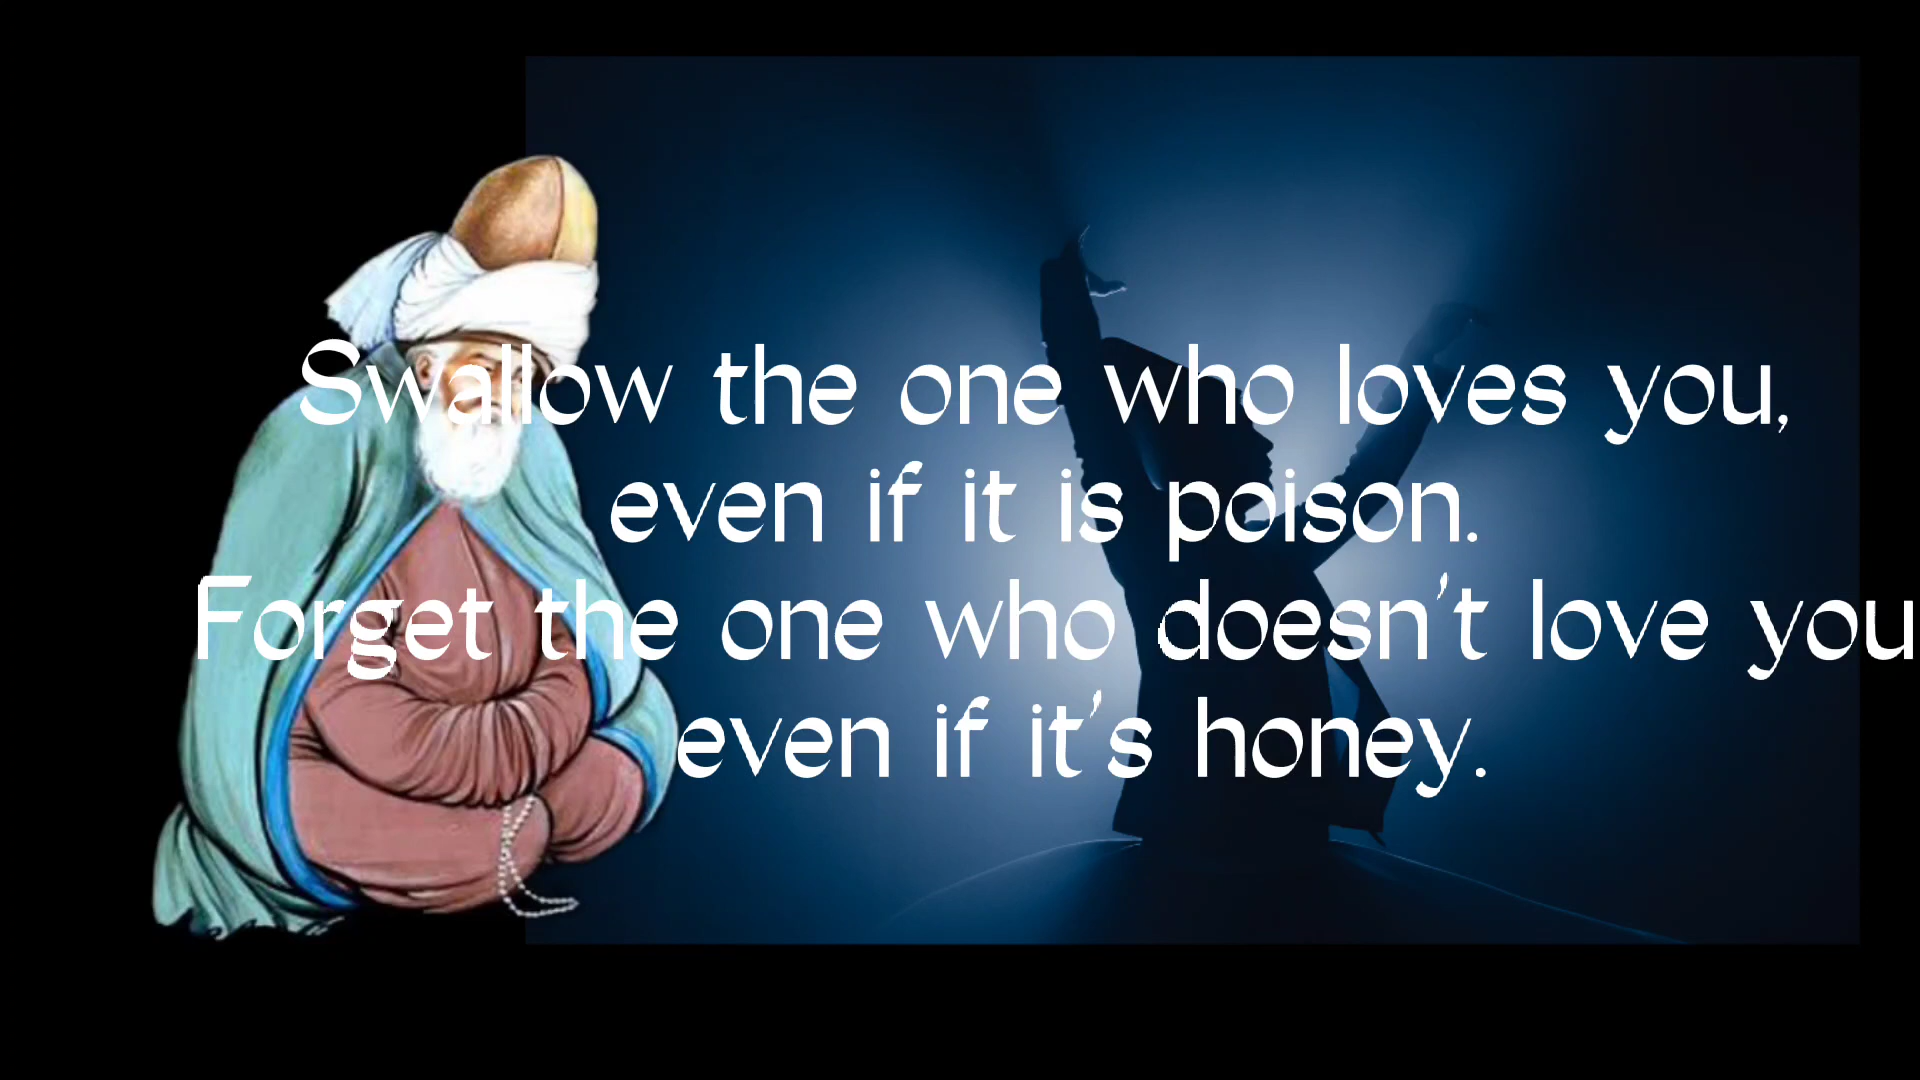 Swallow the one who loves you,
even if it is poison.
Forget the one who doesn't love you
even if it's honey.